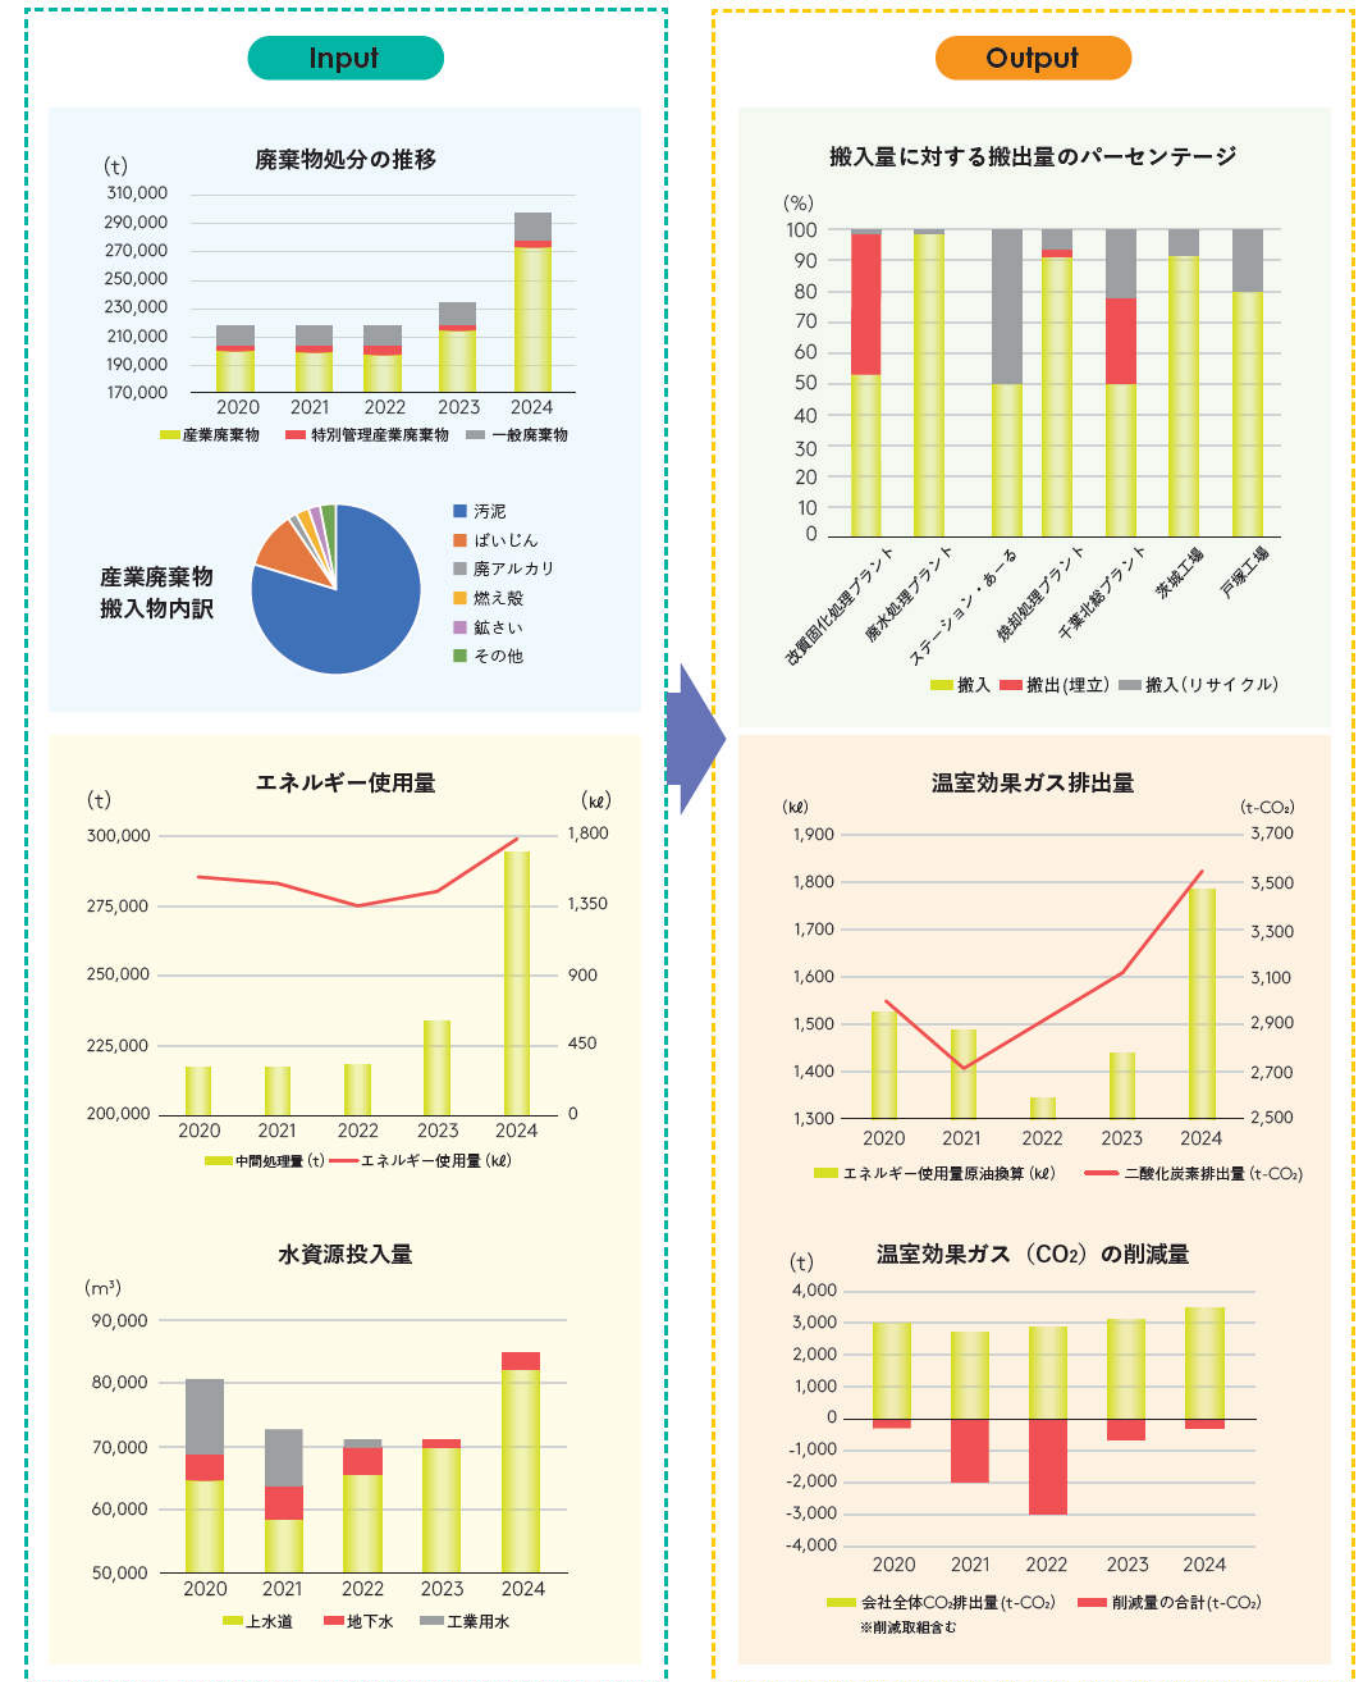 Input
廃棄物処分の推移
(t)
310,000
290,000
270,000
250,000
230,000
210,000
190,000
170,000
2020 2021 2022 2023 2024
産業廃棄物 特別管理産業廃棄物 一般廃棄物
産業廃棄物
搬入物内訳
汚泥
ばいじん
廃アルカリ
燃え殻
鉱さい
その他
エネルギー使用量
(t) (kℓ)
300,000 1,800
275,000 1,350
250,000 900
225,000 450
200,000 0
2020 2021 2022 2023 2024
中間処理量(t) エネルギー使用量(kℓ)
水資源投入量
(m³)
90,000
80,000
70,000
60,000
50,000
2020 2021 2022 2023 2024
上水道 地下水 工業用水
Output
搬入量に対する搬出量のパーセンテージ
(%)
100
90
80
70
60
50
40
30
20
10
0
改質固化処理プラント
廃水処理プラント
ステーション・あーる
焼却処理プラント
千葉北総プラント
茨城工場
戸塚工場
搬入 搬出(埋立) 搬入(リサイクル)
温室効果ガス排出量
(kℓ) (t-CO₂)
1,900 3,700
1,800 3,500
1,700 3,300
1,600 3,100
1,500 2,900
1,400 2,700
1,300 2,500
2020 2021 2022 2023 2024
エネルギー使用量原油換算(kℓ) 二酸化炭素排出量(t-CO₂)
温室効果ガス(CO₂)の削減量
(t)
4,000
3,000
2,000
1,000
0
-1,000
-2,000
-3,000
-4,000
2020 2021 2022 2023 2024
会社全体CO₂排出量(t-CO₂) 削減量の合計(t-CO₂)
※削減取組含む